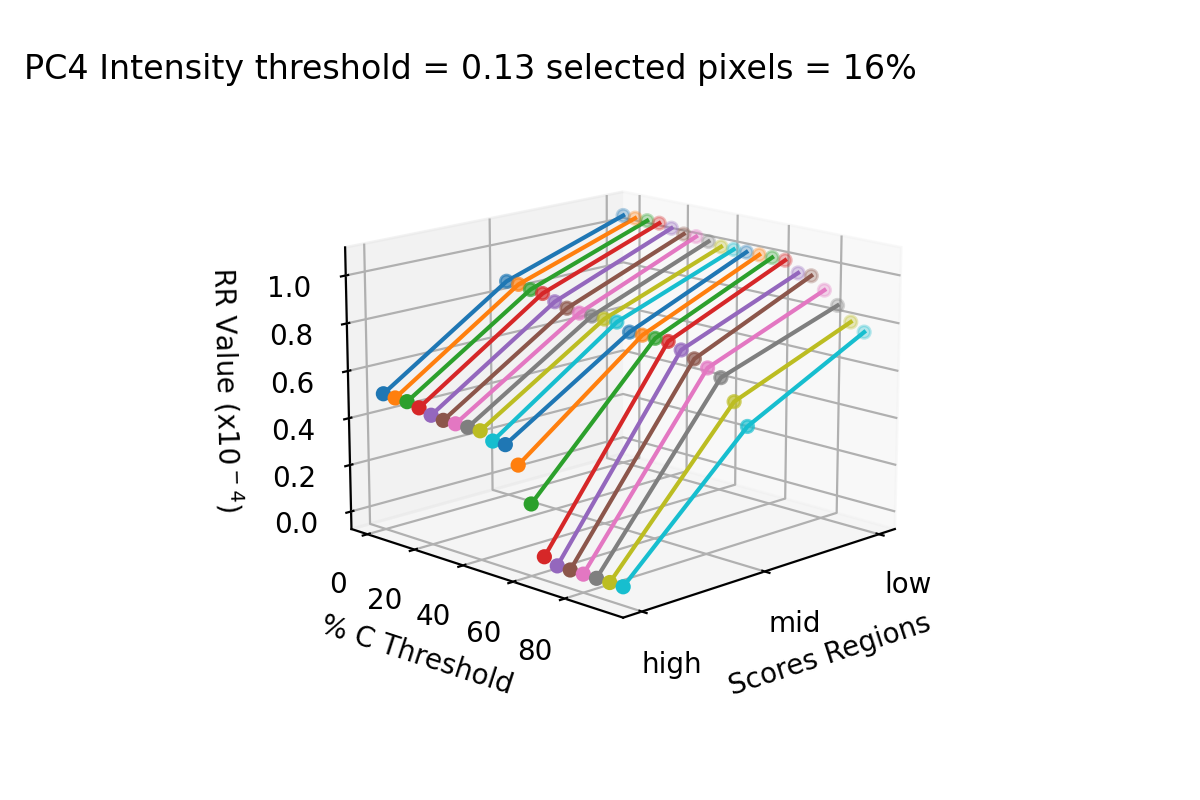 PC4 Intensity threshold = 0.13 selected pixels = 16%
RR Value (x10⁻⁴)
1.0
0.8
0.6
0.4
0.2
0.0
0
20
40
60
80
% C Threshold
high
mid
low
Scores Regions